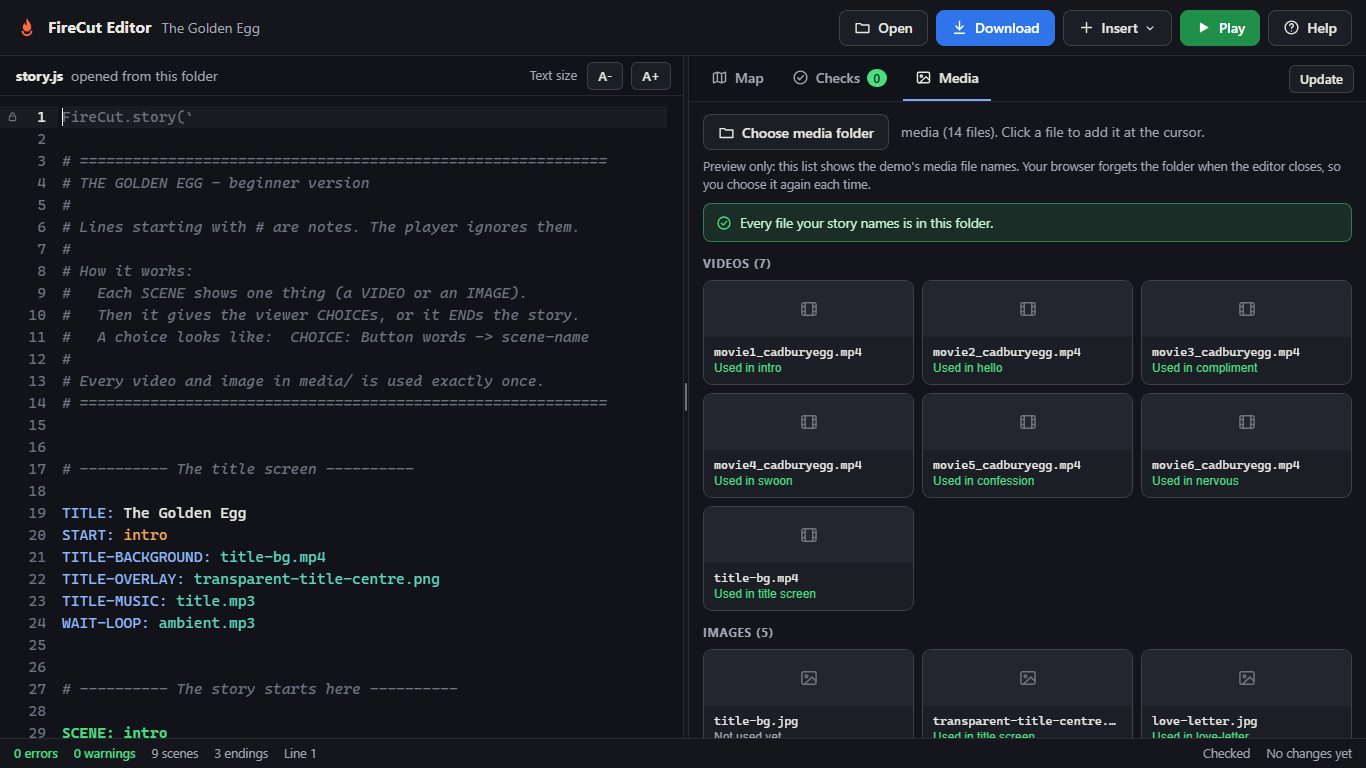 FireCut Editor The Golden Egg Open Download + Insert Play Help
story.js opened from this folder Text size A- A+
Map Checks 0 Media Update
1 FireCut.story(`
2
3 # ============================================================
4 # THE GOLDEN EGG - beginner version
5 #
6 # Lines starting with # are notes. The player ignores them.
7 #
8 # How it works:
9 #   Each SCENE shows one thing (a VIDEO or an IMAGE).
10 #   Then it gives the viewer CHOICEs, or it ENDs the story.
11 #   A choice looks like:  CHOICE: Button words -> scene-name
12 #
13 # Every video and image in media/ is used exactly once.
14 # ============================================================
15
16
17 # ---------- The title screen ----------
18
19 TITLE: The Golden Egg
20 START: intro
21 TITLE-BACKGROUND: title-bg.mp4
22 TITLE-OVERLAY: transparent-title-centre.png
23 TITLE-MUSIC: title.mp3
24 WAIT-LOOP: ambient.mp3
25
26
27 # ---------- The story starts here ----------
28
29 SCENE: intro
Choose media folder media (14 files). Click a file to add it at the cursor.
Preview only: this list shows the demo's media file names. Your browser forgets the folder when the editor closes, so
you choose it again each time.
Every file your story names is in this folder.
VIDEOS (7)
movie1_cadburyegg.mp4 movie2_cadburyegg.mp4 movie3_cadburyegg.mp4
Used in intro Used in hello Used in compliment
movie4_cadburyegg.mp4 movie5_cadburyegg.mp4 movie6_cadburyegg.mp4
Used in swoon Used in confession Used in nervous
title-bg.mp4
Used in title screen
IMAGES (5)
title-bg.jpg transparent-title-centre.… love-letter.jpg
Not used yet Used in title screen Used in love-letter
0 errors 0 warnings 9 scenes 3 endings Line 1 Checked No changes yet